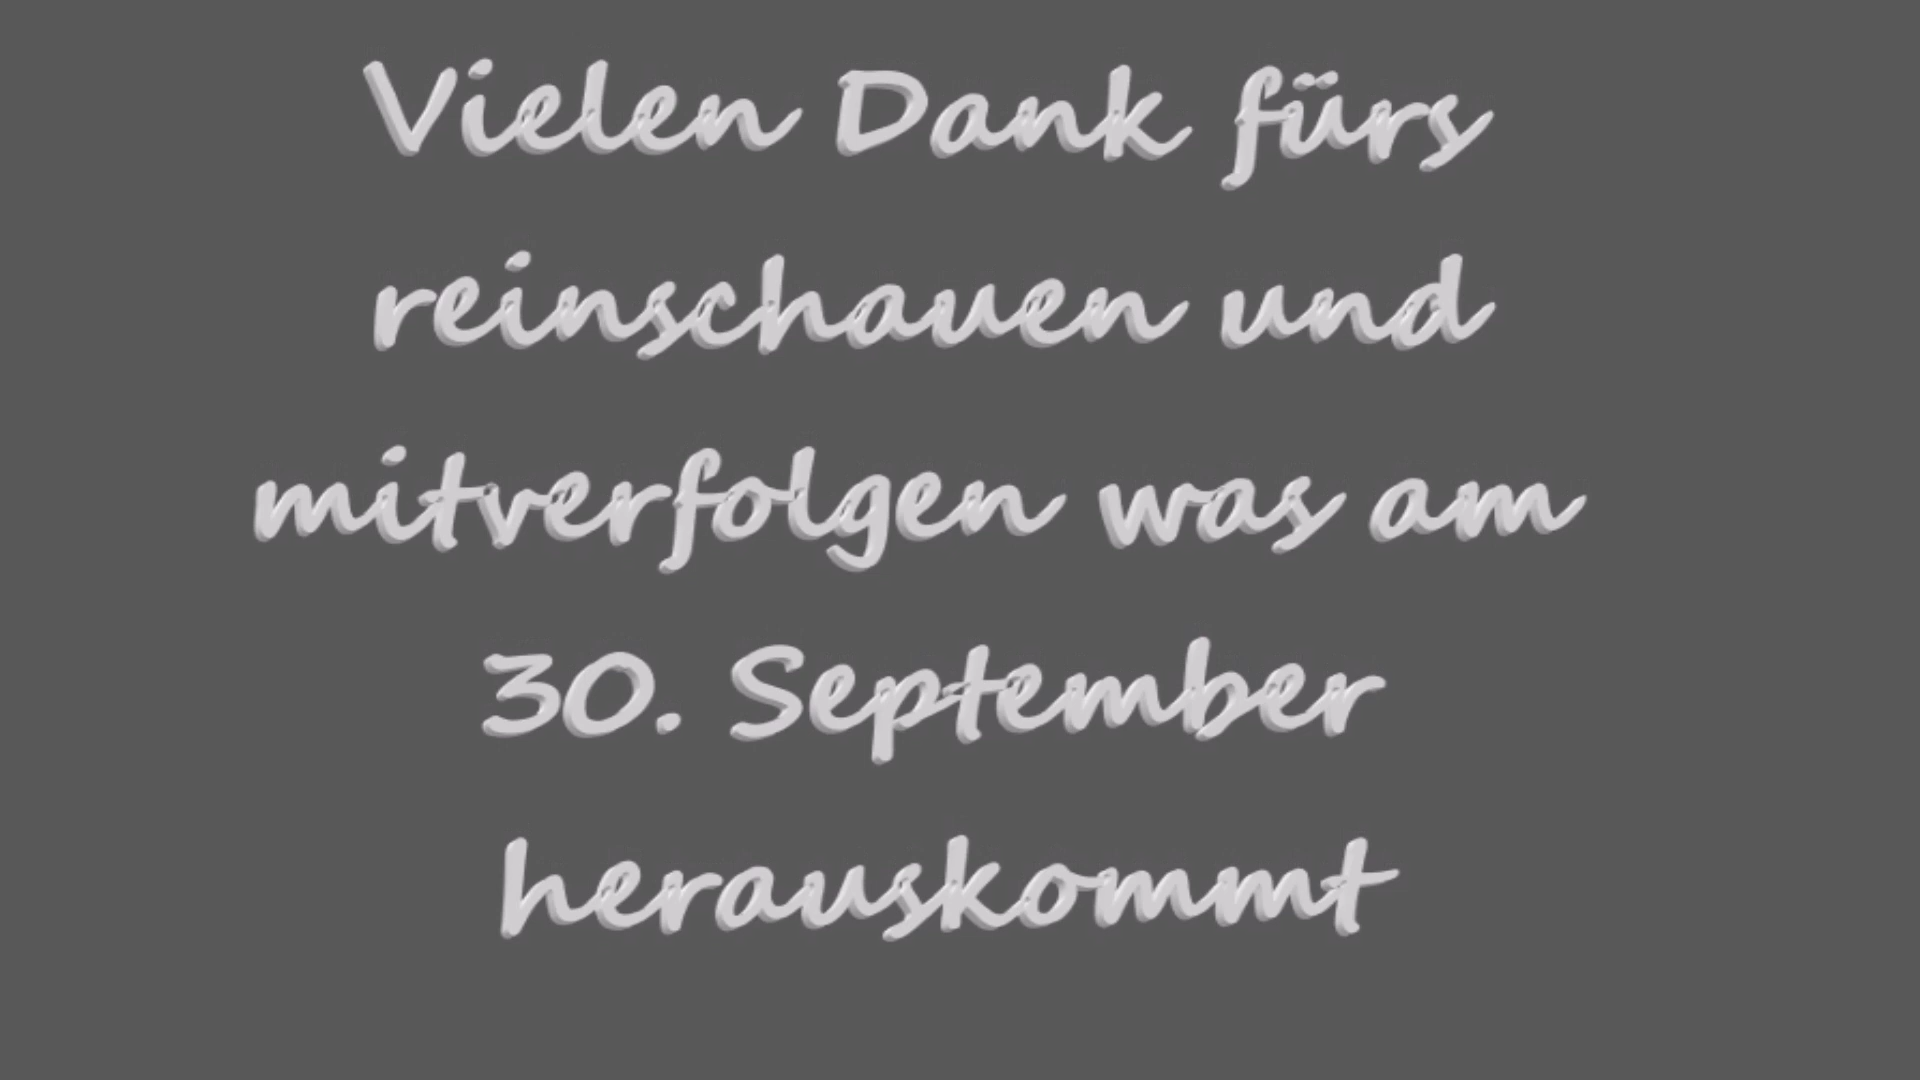 Vielen Dank fürs
reinschauen und
mitverfolgen was am
30. September
herauskommt